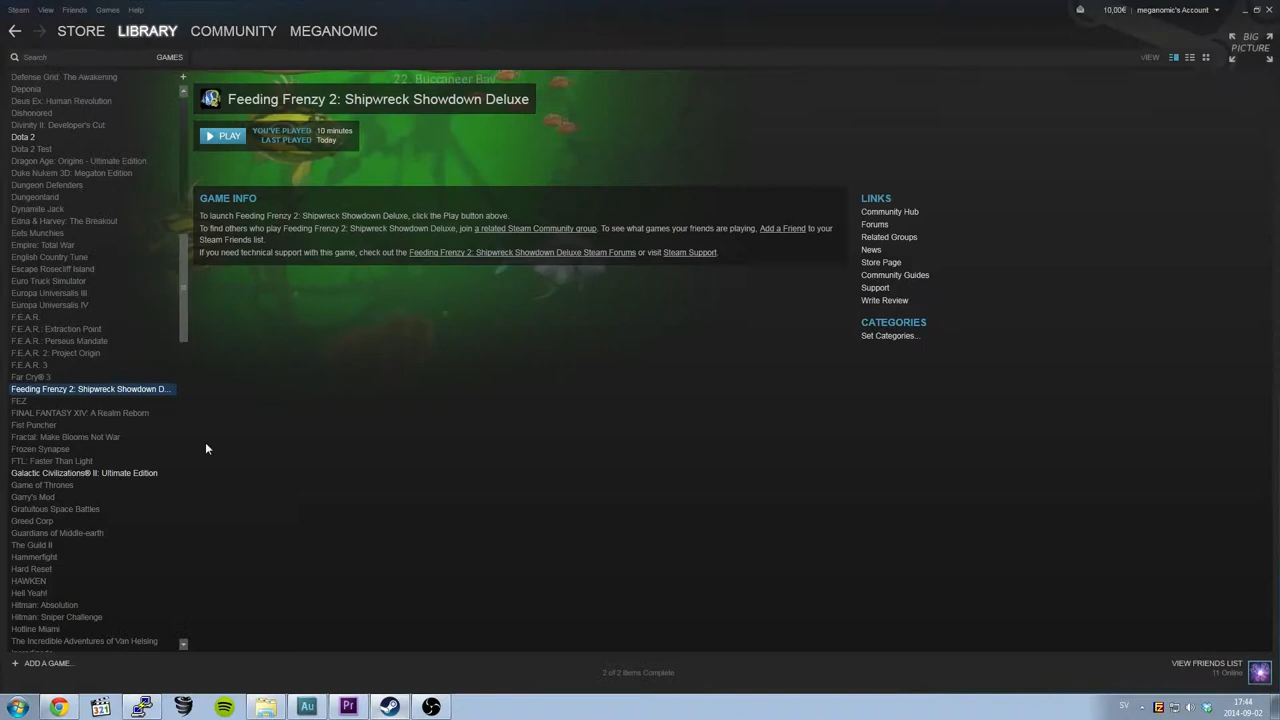 Steam View Friends Games Help
10,00€ meganomic's Account
STORE LIBRARY COMMUNITY MEGANOMIC
BIG
PICTURE
Search GAMES
VIEW
Defense Grid: The Awakening
Deponia
Deus Ex: Human Revolution
Dishonored
Divinity II: Developer's Cut
Dota 2
Dota 2 Test
Dragon Age: Origins - Ultimate Edition
Duke Nukem 3D: Megaton Edition
Dungeon Defenders
Dungeonland
Dynamite Jack
Edna & Harvey: The Breakout
Eets Munchies
Empire: Total War
English Country Tune
Escape Rosecliff Island
Euro Truck Simulator
Europa Universalis III
Europa Universalis IV
F.E.A.R.
F.E.A.R.: Extraction Point
F.E.A.R.: Perseus Mandate
F.E.A.R. 2: Project Origin
F.E.A.R. 3
Far Cry® 3
Feeding Frenzy 2: Shipwreck Showdown D...
FEZ
FINAL FANTASY XIV: A Realm Reborn
Fist Puncher
Fractal: Make Blooms Not War
Frozen Synapse
FTL: Faster Than Light
Galactic Civilizations® II: Ultimate Edition
Game of Thrones
Garry's Mod
Gratuitous Space Battles
Greed Corp
Guardians of Middle-earth
The Guild II
Hammerfight
Hard Reset
HAWKEN
Hell Yeah!
Hitman: Absolution
Hitman: Sniper Challenge
Hotline Miami
The Incredible Adventures of Van Helsing
22. Buccaneer Bay
Feeding Frenzy 2: Shipwreck Showdown Deluxe
PLAY
YOU'VE PLAYED 10 minutes
LAST PLAYED Today
GAME INFO
To launch Feeding Frenzy 2: Shipwreck Showdown Deluxe, click the Play button above.
To find others who play Feeding Frenzy 2: Shipwreck Showdown Deluxe, join a related Steam Community group. To see what games your friends are playing, Add a Friend to your
Steam Friends list.
If you need technical support with this game, check out the Feeding Frenzy 2: Shipwreck Showdown Deluxe Steam Forums or visit Steam Support.
LINKS
Community Hub
Forums
Related Groups
News
Store Page
Community Guides
Support
Write Review
CATEGORIES
Set Categories...
+ ADD A GAME...
2 of 2 Items Complete
VIEW FRIENDS LIST
11 Online
Au Pr
SV
17:44
2014-09-02